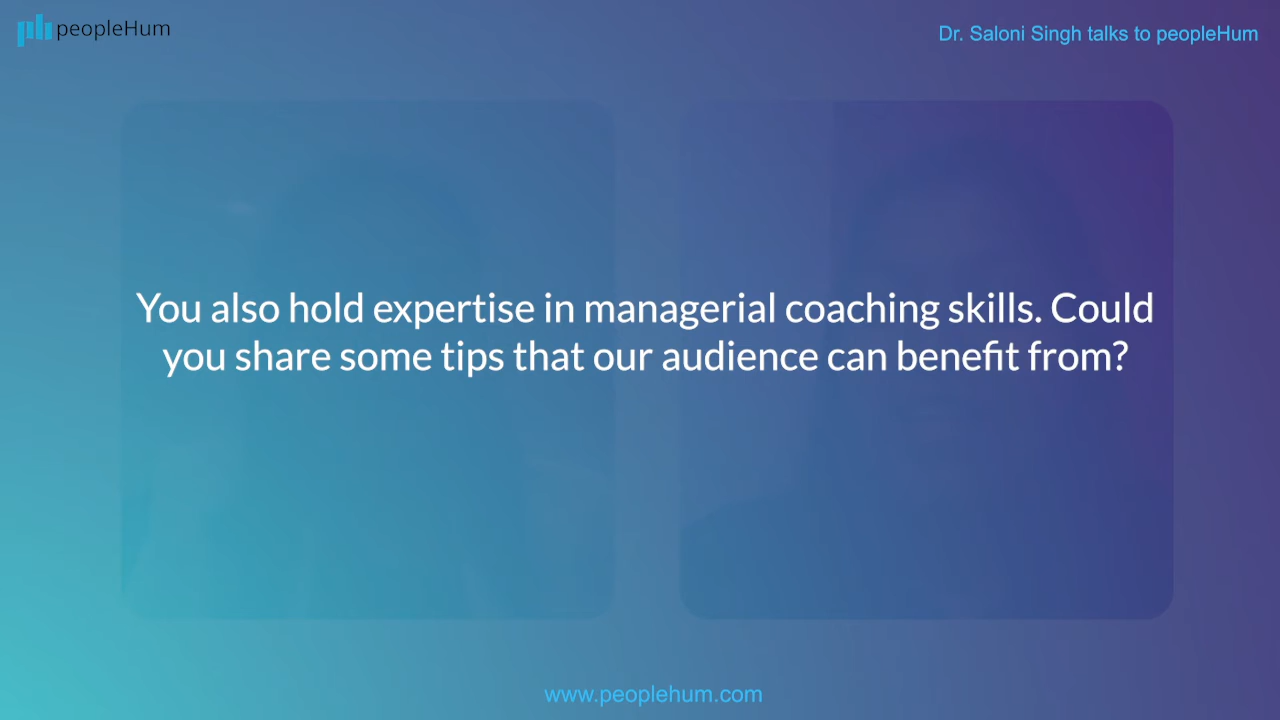 peopleHum
Dr. Saloni Singh talks to peopleHum
You also hold expertise in managerial coaching skills. Could
you share some tips that our audience can benefit from?
www.peoplehum.com